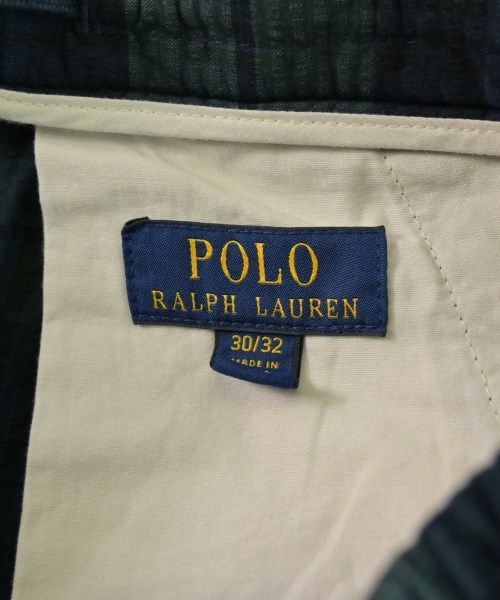 POLO
RALPH LAUREN
30/32
MADE IN